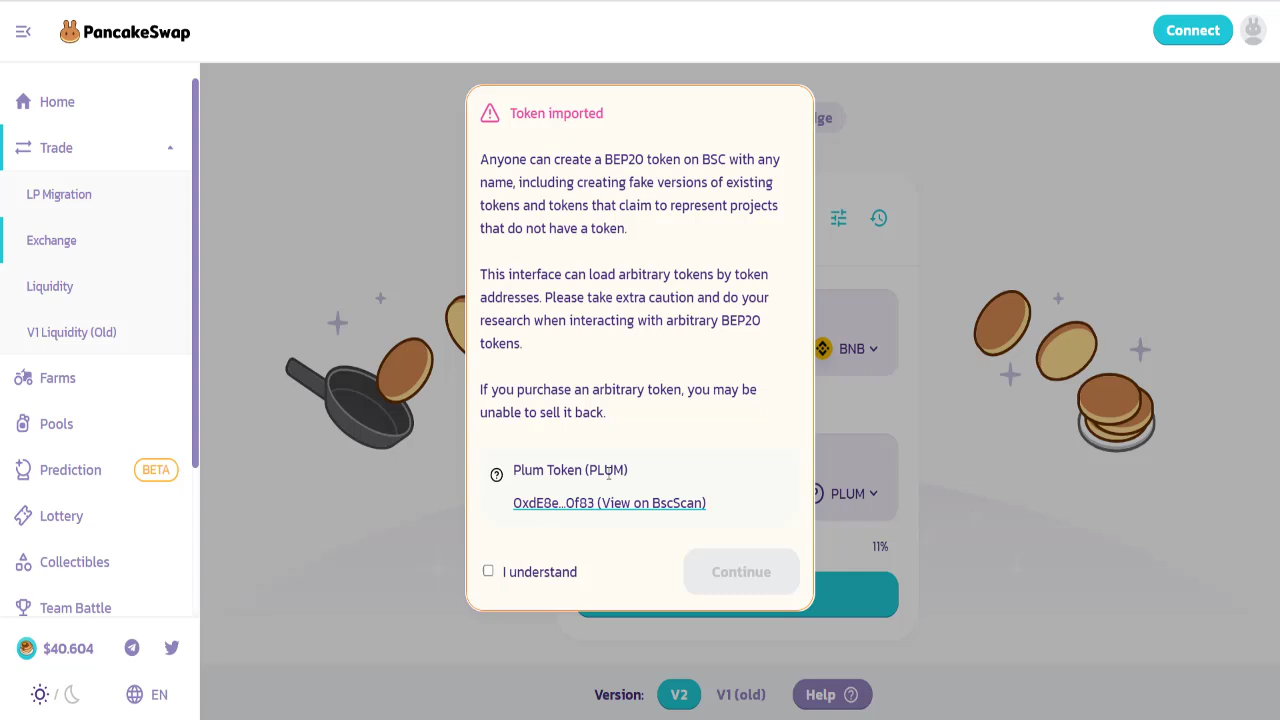 PancakeSwap
Connect
Home
Trade
LP Migration
Exchange
Liquidity
V1 Liquidity (Old)
Farms
Pools
Prediction
BETA
Lottery
Collectibles
Team Battle
$40.604
/
EN
Token imported
Anyone can create a BEP20 token on BSC with any
name, including creating fake versions of existing
tokens and tokens that claim to represent projects
that do not have a token.
This interface can load arbitrary tokens by token
addresses. Please take extra caution and do your
research when interacting with arbitrary BEP20
tokens.
If you purchase an arbitrary token, you may be
unable to sell it back.
Plum Token (PLUM)
0xdE8e...0f83 (View on BscScan)
I understand
Continue
ge
BNB
PLUM
11%
Version:
V2
V1 (old)
Help